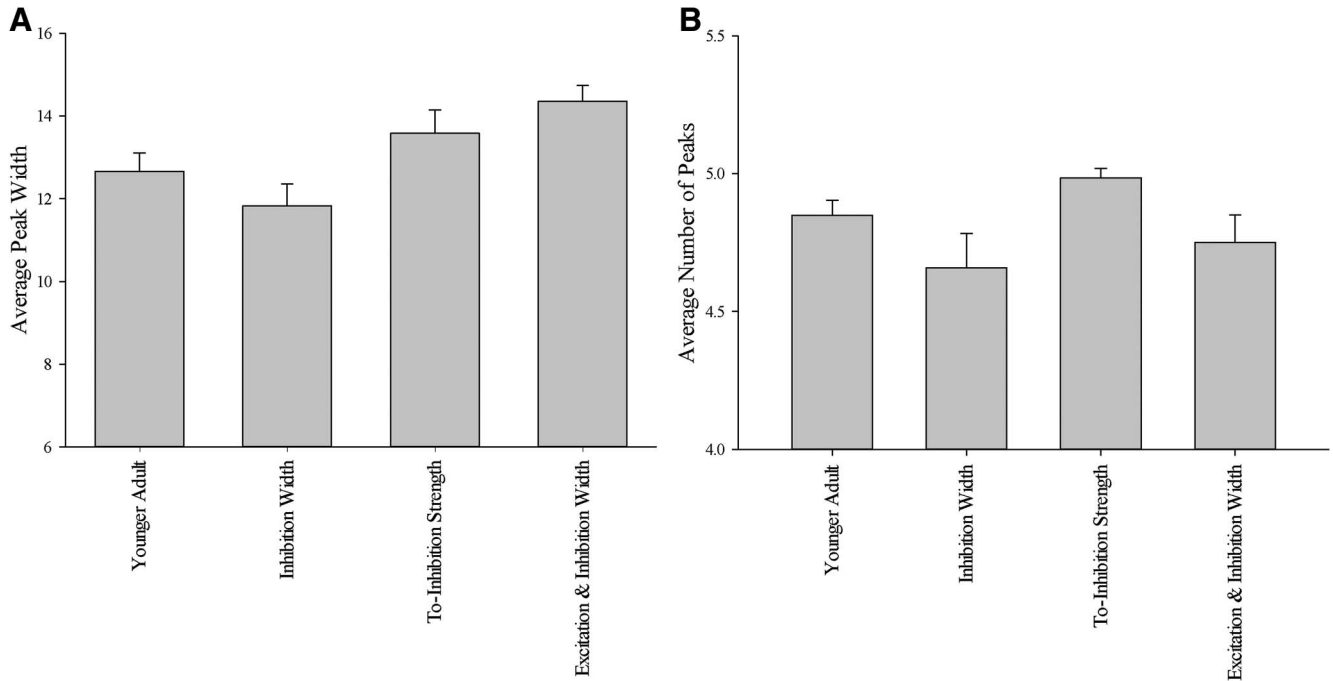 A
Average Peak Width
16
14
12
10
8
6
Younger Adult
Inhibition Width
To-Inhibition Strength
Excitation & Inhibition Width
B
Average Number of Peaks
5.5
5.0
4.5
4.0
Younger Adult
Inhibition Width
To-Inhibition Strength
Excitation & Inhibition Width